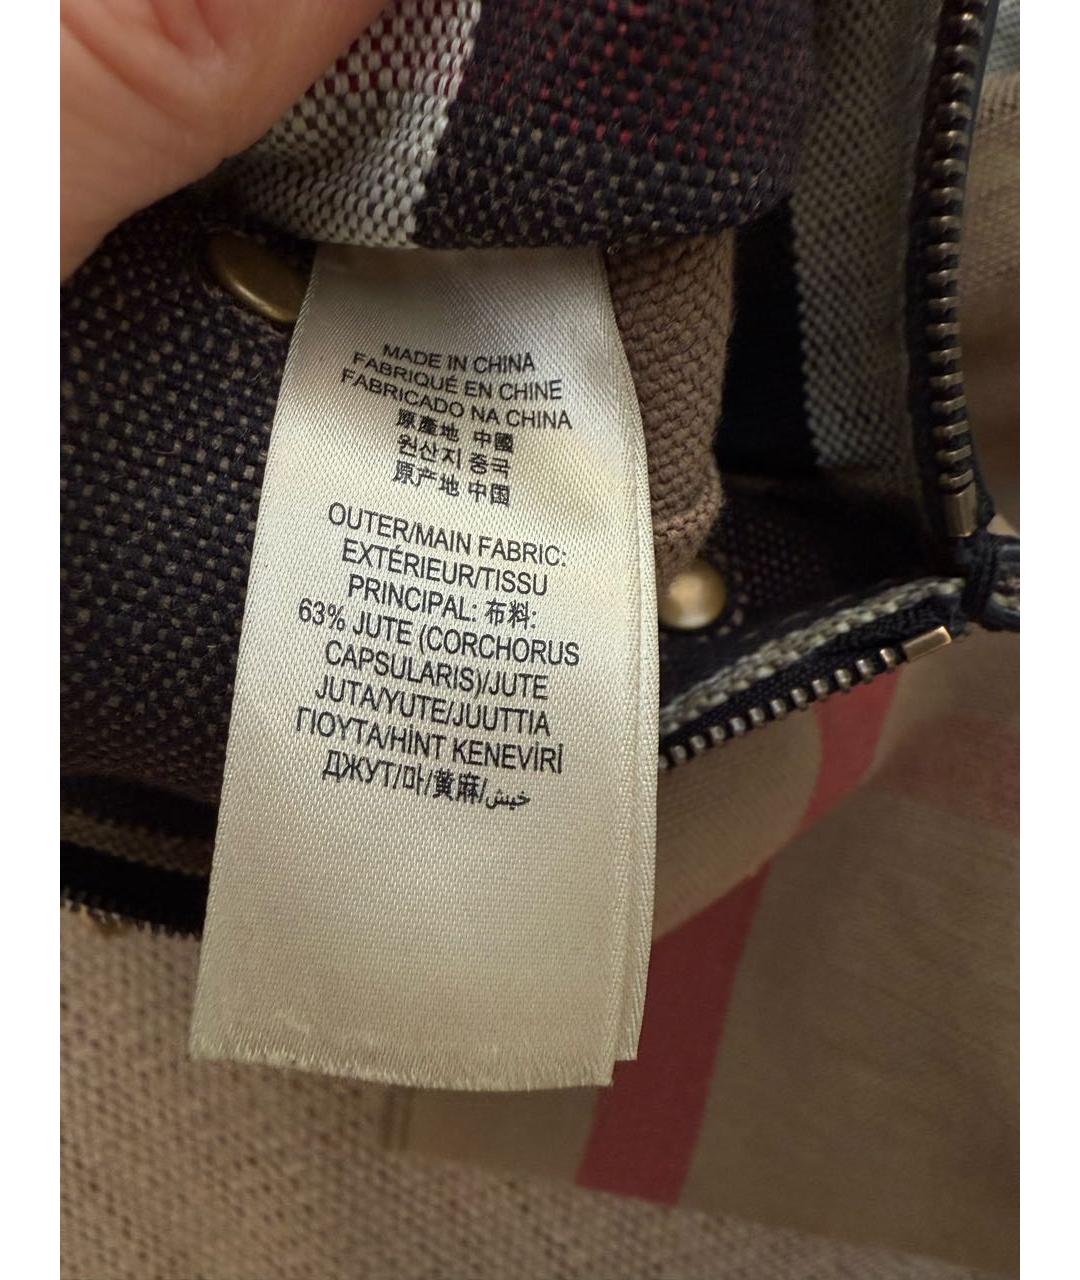 MADE IN CHINA
FABRIQUÉ EN CHINE
FABRICADO NA CHINA
原產地 中國
원산지 중국
原产地 中国
OUTER/MAIN FABRIC:
EXTÉRIEUR/TISSU
PRINCIPAL: 布料:
63% JUTE (CORCHORUS
CAPSULARIS)/JUTE
JUTA/YUTE/JUUTTIA
ΓΙΟΥΤΑ/HİNT KENEVİRİ
ДЖУТ/마/黄麻/خيش